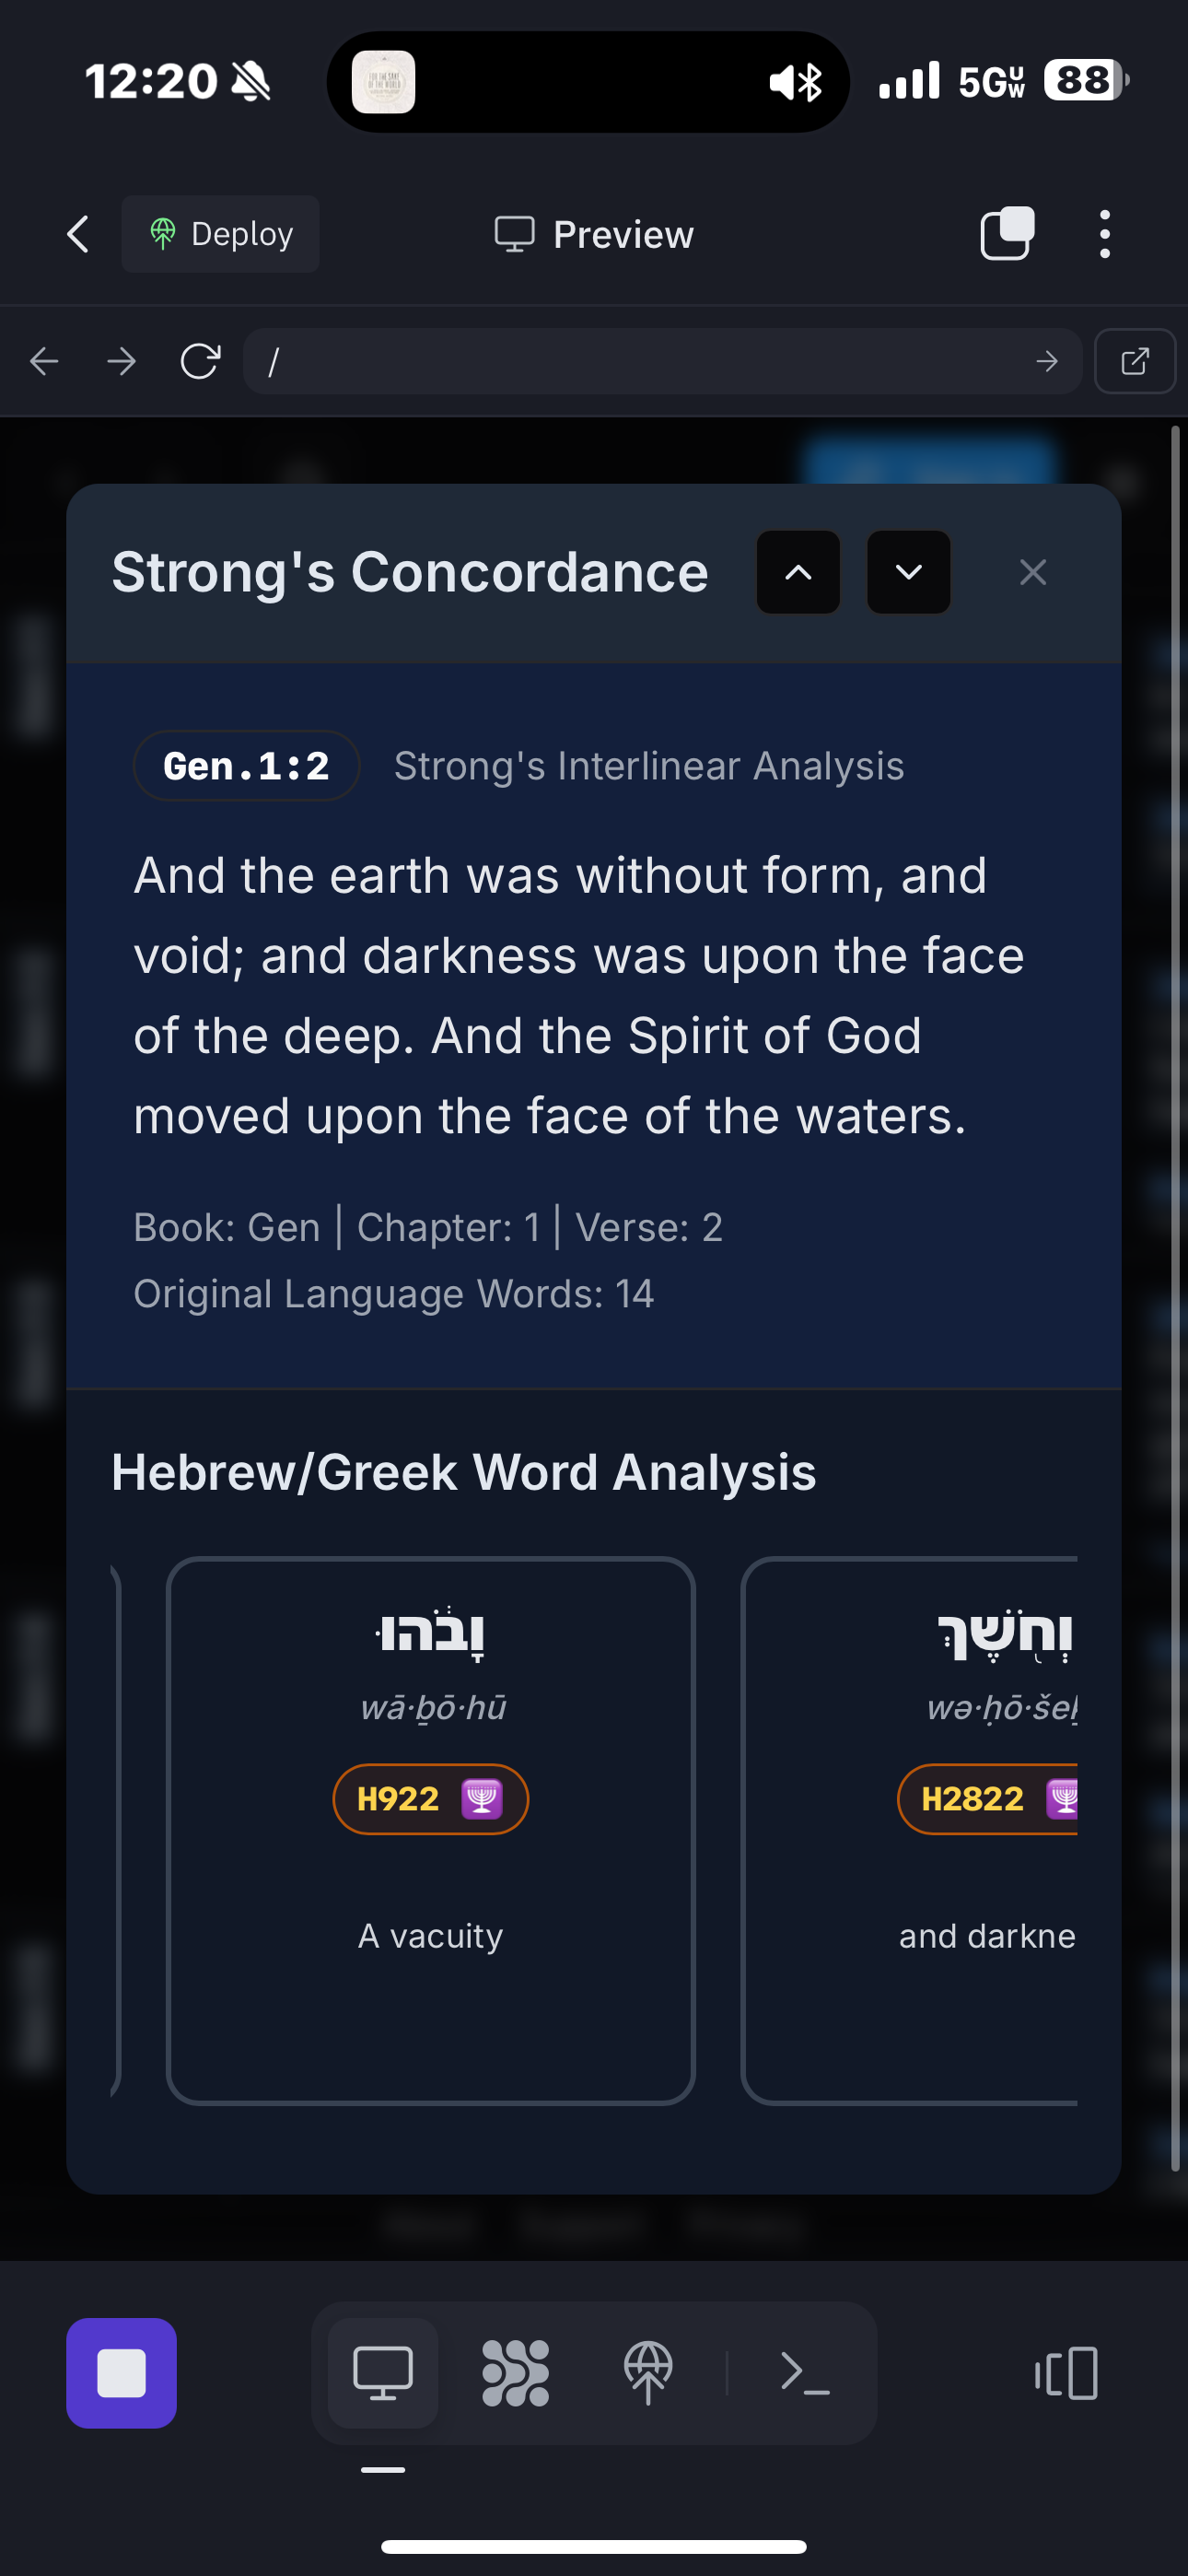 12:20
5GUW
88
Deploy
Preview
/
Strong's Concordance
Gen.1:2
Strong's Interlinear Analysis
And the earth was without form, and
void; and darkness was upon the face
of the deep. And the Spirit of God
moved upon the face of the waters.
Book: Gen | Chapter: 1 | Verse: 2
Original Language Words: 14
Hebrew/Greek Word Analysis
וָבֹ֔הוּ
wā·ḇō·hū
H922
A vacuity
וְחֹ֖שֶׁךְ
wə·ḥō·šeḵ
H2822
and darkne